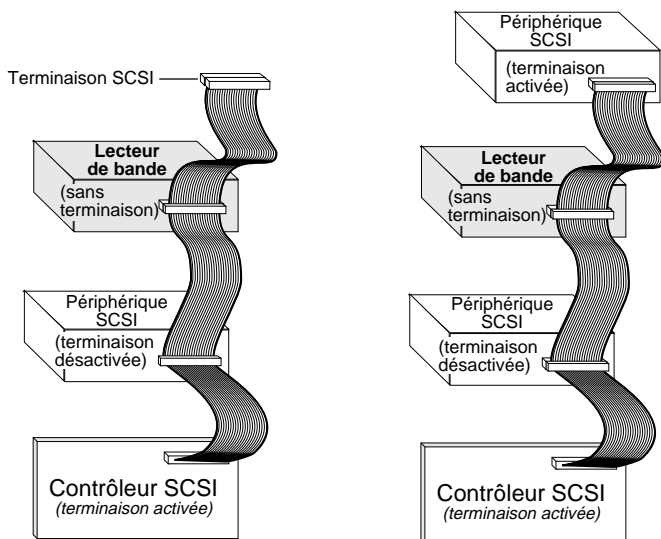 Terminaison SCSI
Lecteur
de bande
(sans
terminaison)
Périphérique
SCSI
(terminaison
désactivée)
Contrôleur SCSI
(terminaison activée)
Périphérique
SCSI
(terminaison
activée)
Lecteur
de bande
(sans
terminaison)
Périphérique
SCSI
(terminaison
désactivée)
Contrôleur SCSI
(terminaison activée)